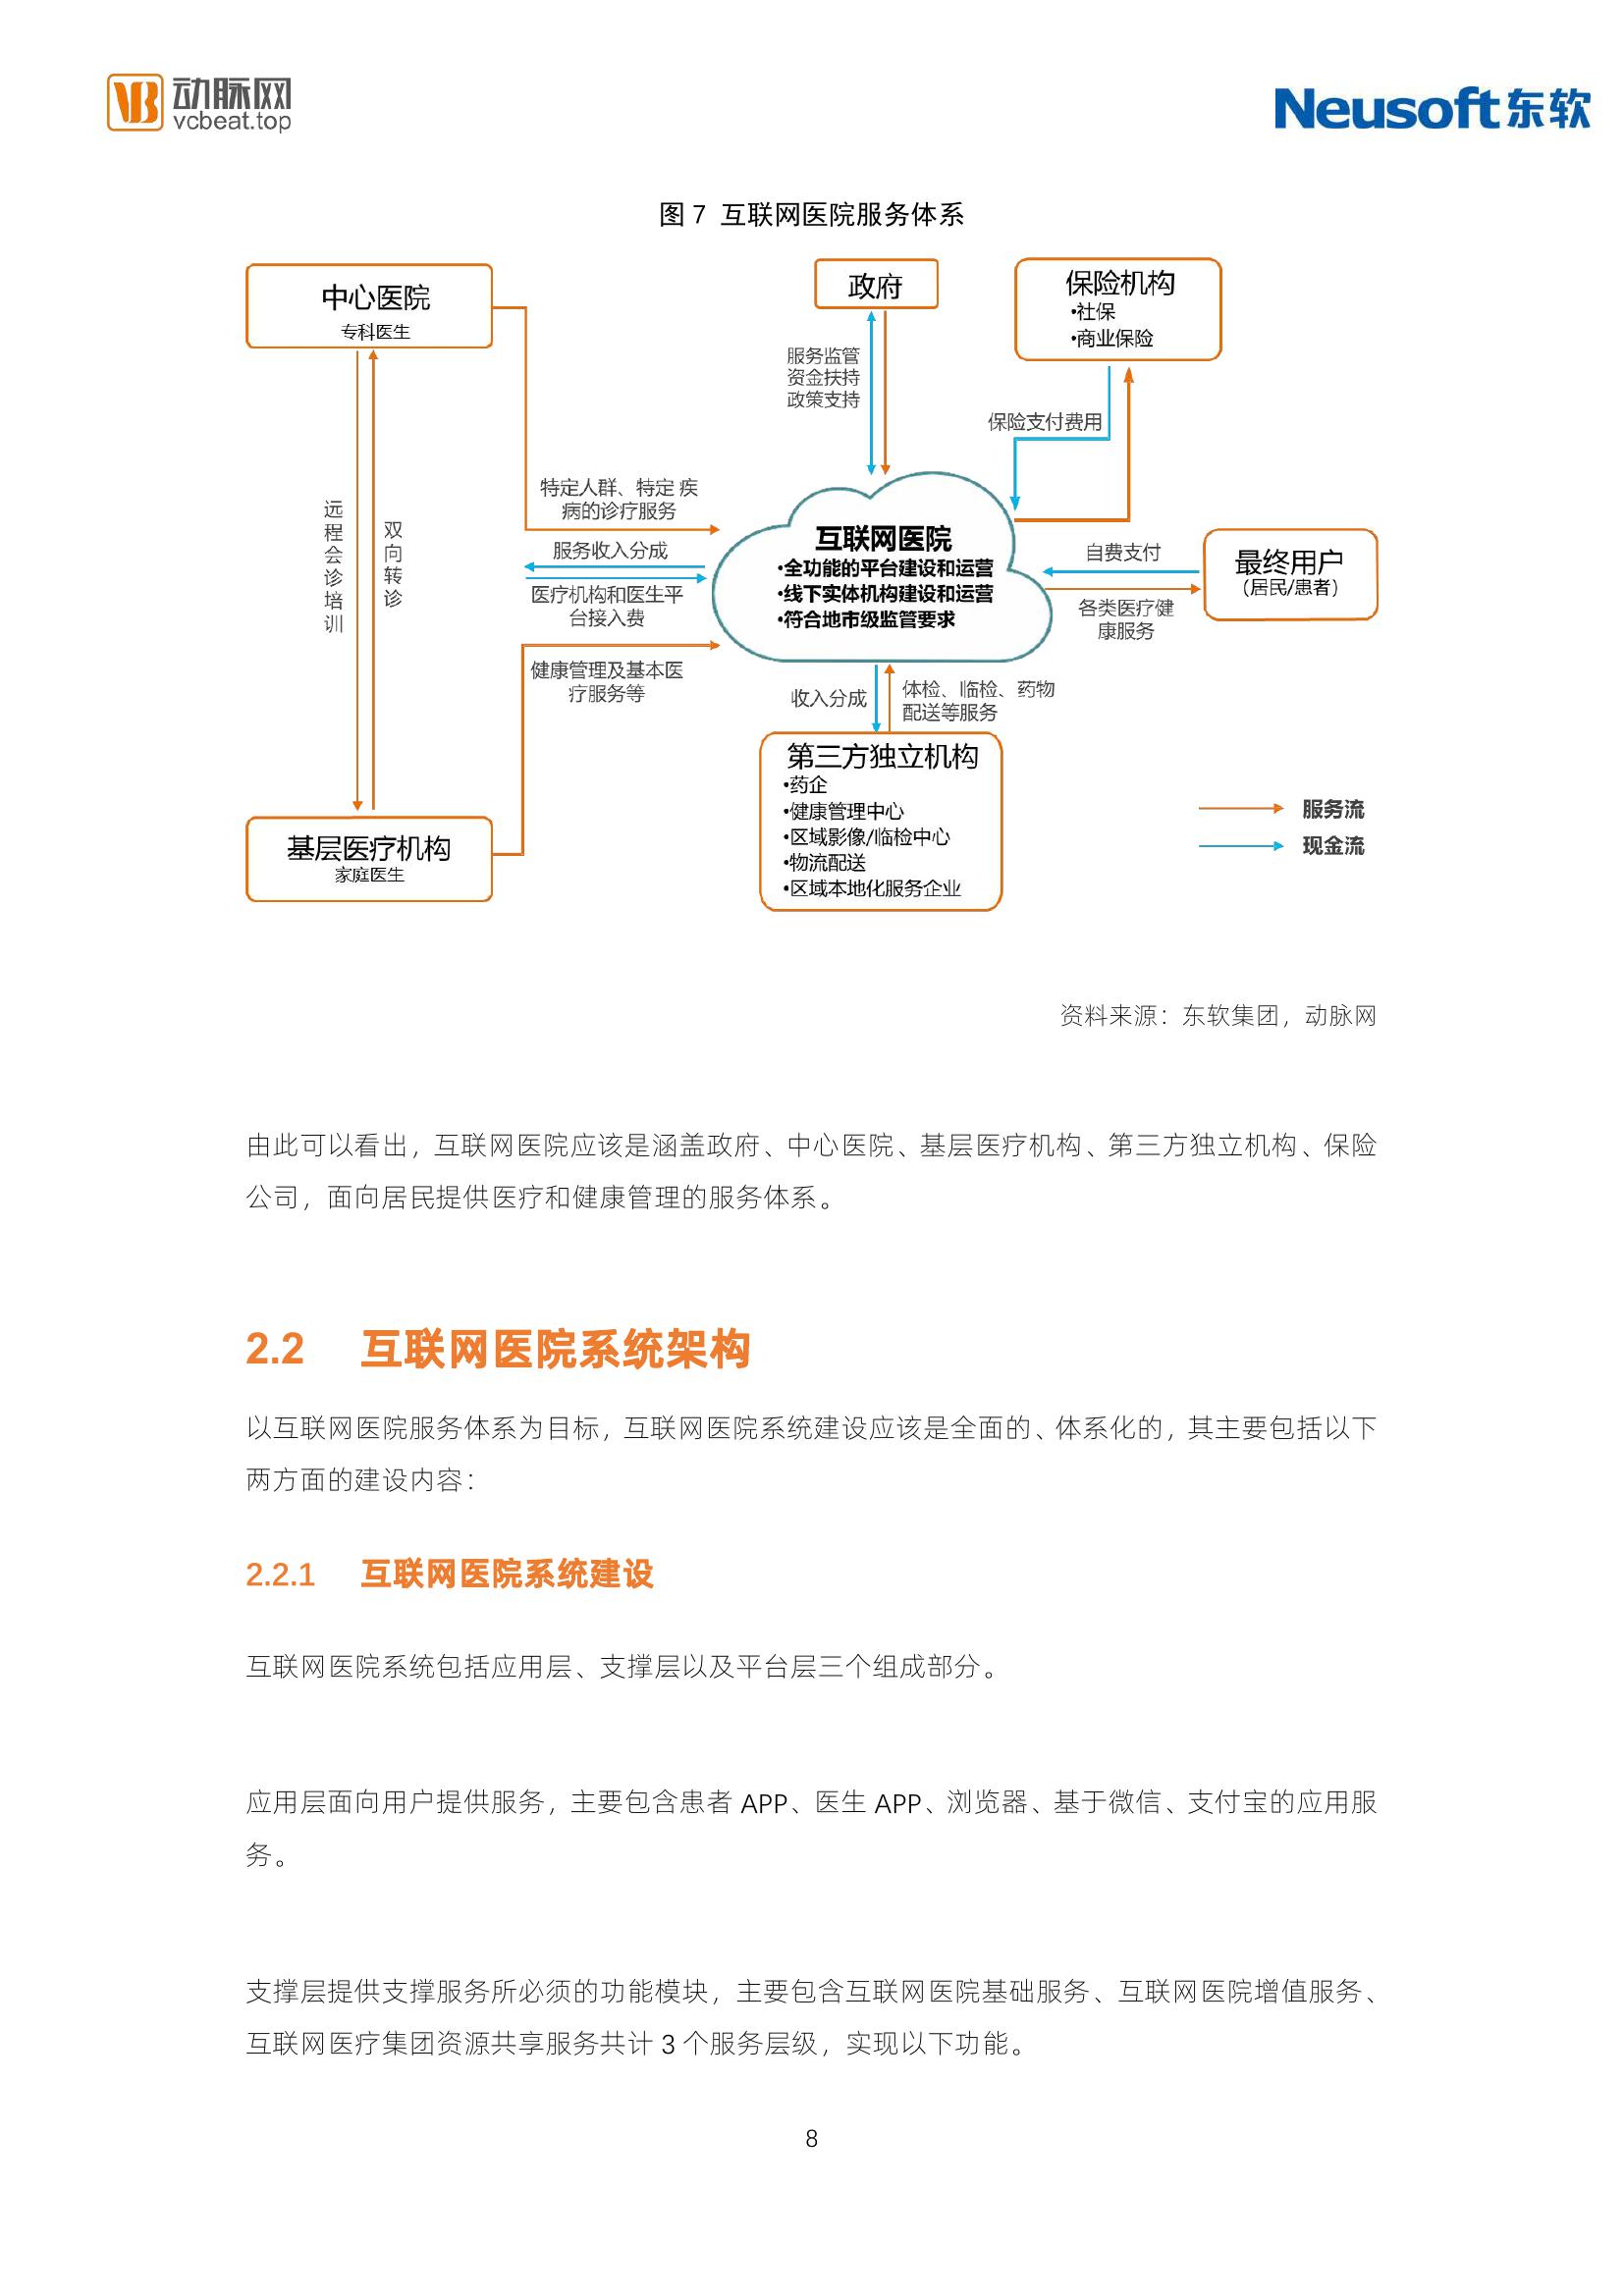 动脉网
vcbeat.top
Neusoft东软
图 7 互联网医院服务体系
中心医院
专科医生
政府
保险机构
•社保
•商业保险
服务监管
资金扶持
政策支持
保险支付费用
远程会诊培训
双向转诊
特定人群、特定 疾
病的诊疗服务
服务收入分成
医疗机构和医生平
台接入费
健康管理及基本医
疗服务等
互联网医院
•全功能的平台建设和运营
•线下实体机构建设和运营
•符合地市级监管要求
自费支付
各类医疗健
康服务
最终用户
（居民/患者）
收入分成
体检、临检、药物
配送等服务
第三方独立机构
•药企
•健康管理中心
•区域影像/临检中心
•物流配送
•区域本地化服务企业
基层医疗机构
家庭医生
服务流
现金流
资料来源：东软集团，动脉网
由此可以看出，互联网医院应该是涵盖政府、中心医院、基层医疗机构、第三方独立机构、保险
公司，面向居民提供医疗和健康管理的服务体系。
2.2 互联网医院系统架构
以互联网医院服务体系为目标，互联网医院系统建设应该是全面的、体系化的，其主要包括以下
两方面的建设内容：
2.2.1 互联网医院系统建设
互联网医院系统包括应用层、支撑层以及平台层三个组成部分。
应用层面向用户提供服务，主要包含患者 APP、医生 APP、浏览器、基于微信、支付宝的应用服
务。
支撑层提供支撑服务所必须的功能模块，主要包含互联网医院基础服务、互联网医院增值服务、
互联网医疗集团资源共享服务共计 3 个服务层级，实现以下功能。
8